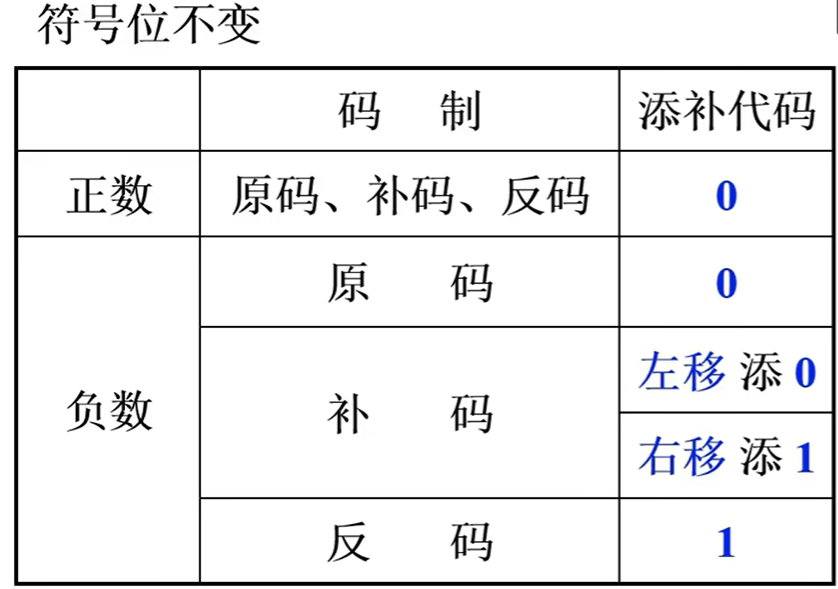 符号位不变
码 制 添补代码
正数 原码、补码、反码 0
负数 原 码 0
补 码 左移 添 0
右移 添 1
反 码 1